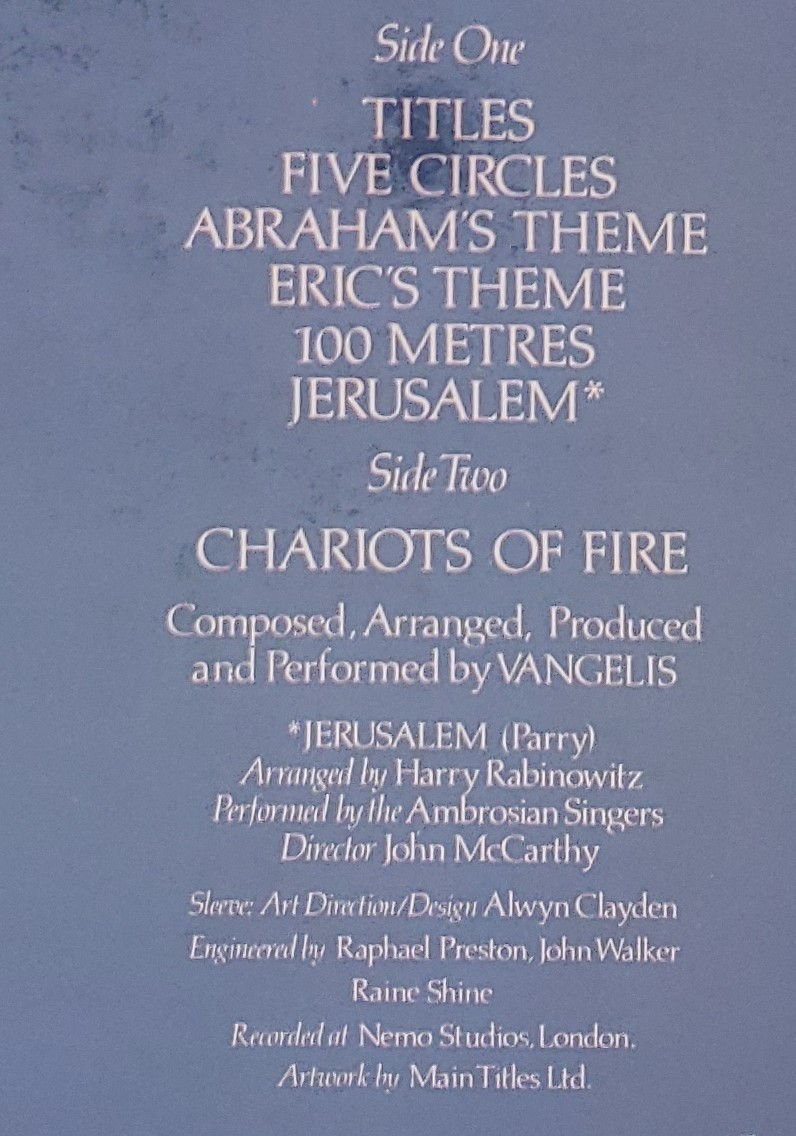 Side One
TITLES
FIVE CIRCLES
ABRAHAM'S THEME
ERIC'S THEME
100 METRES
JERUSALEM*
Side Two
CHARIOTS OF FIRE
Composed, Arranged, Produced
and Performed by VANGELIS
*JERUSALEM (Parry)
Arranged by Harry Rabinowitz
Performed by the Ambrosian Singers
Director John McCarthy
Sleeve: Art Direction/Design Alwyn Clayden
Engineered by Raphael Preston, John Walker
Raine Shine
Recorded at Nemo Studios, London.
Artwork by Main Titles Ltd.